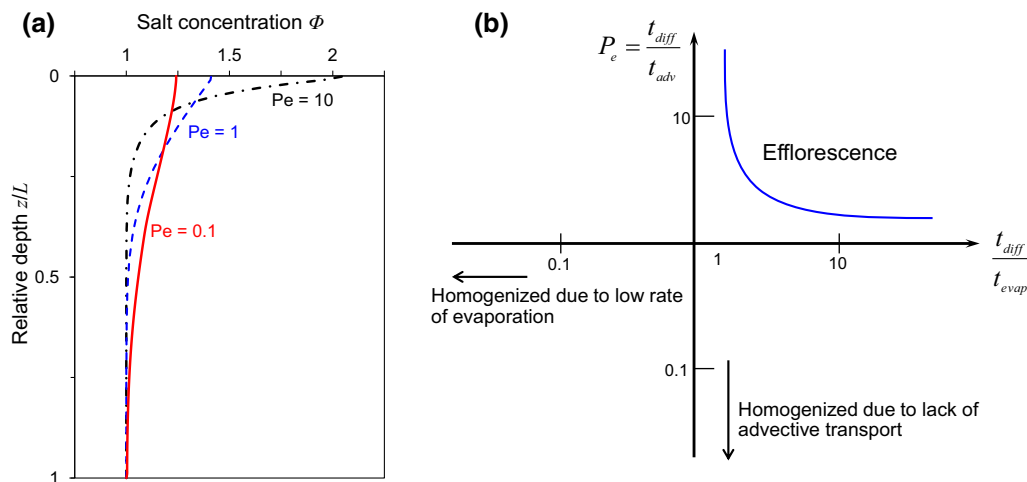 (a)
Salt concentration Φ
1 1.5 2
0
Pe = 10
Pe = 1
Pe = 0.1
0.5
1
Relative depth z/L
(b)
P_e = t_diff / t_adv
10
Efflorescence
0.1
1
10
t_diff / t_evap
Homogenized due to low rate
of evaporation
0.1
Homogenized due to lack of
advective transport